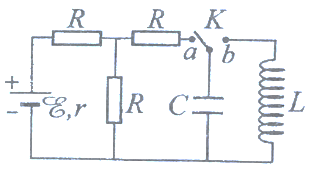 R R K
a b
+
- ℰ,r R C L